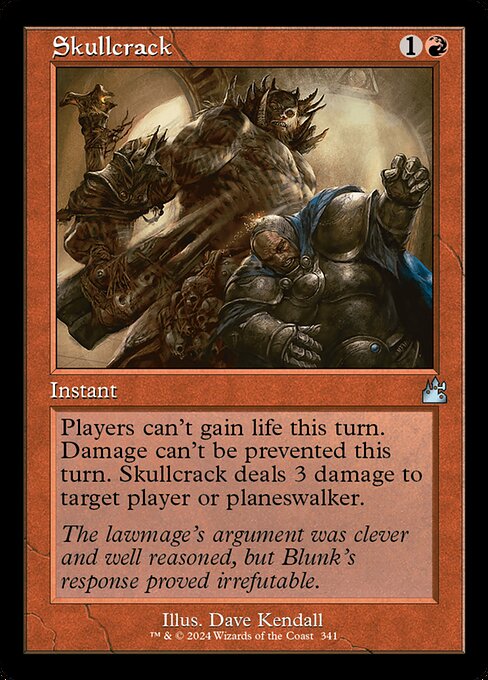 Skullcrack 1
Instant
Players can't gain life this turn.
Damage can't be prevented this
turn. Skullcrack deals 3 damage to
target player or planeswalker.
The lawmage's argument was clever
and well reasoned, but Blunk's
response proved irrefutable.
Illus. Dave Kendall
™ & © 2024 Wizards of the Coast 341